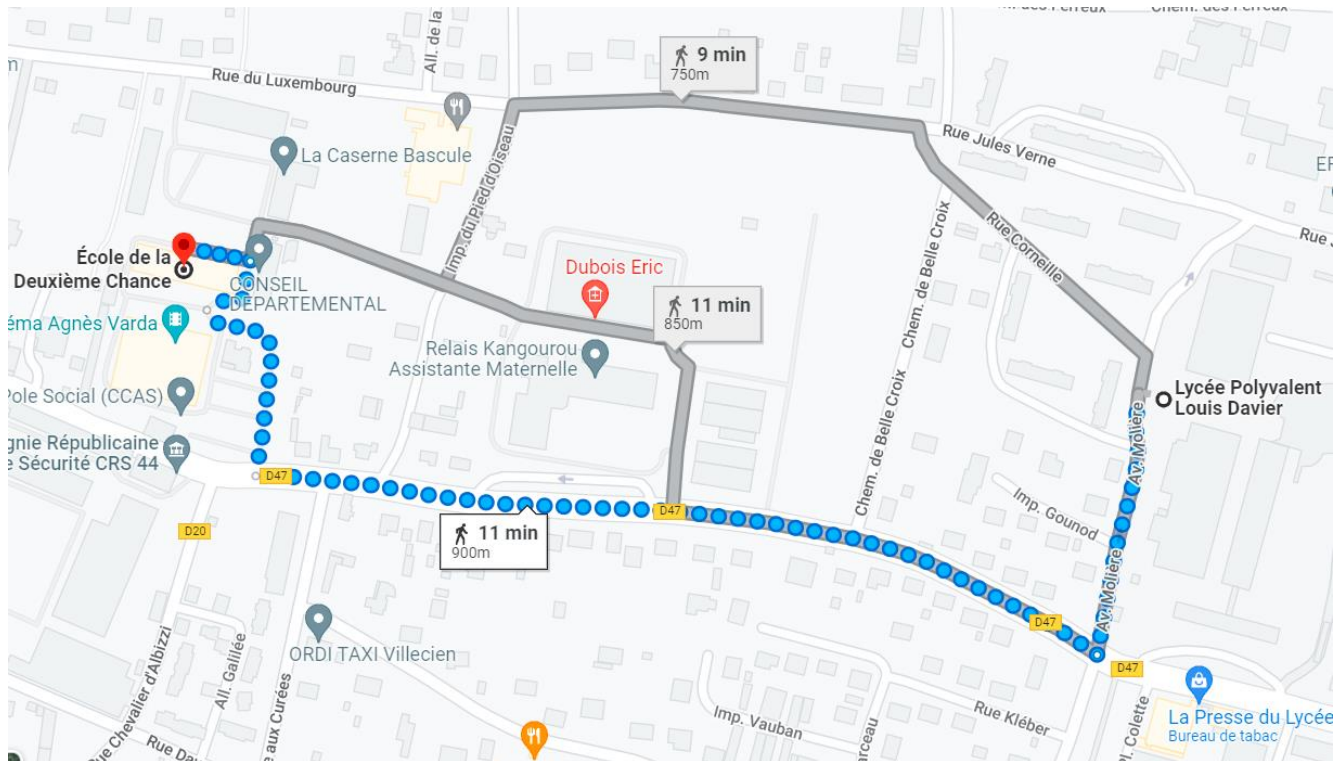 Chem. des Perreux
All. de la
9 min
750m
Rue du Luxembourg
Rue Jules Verne
La Caserne Bascule
Imp. du Pied d'Oiseau
Chem. de Belle Croix
Rue Corneille
École de la
Deuxième Chance
CONSEIL
DÉPARTEMENTAL
Dubois Eric
11 min
850m
Agnès Varda
Relais Kangourou
Assistante Maternelle
Lycée Polyvalent
Louis Davier
Pole Social (CCAS)
Républicaine
Sécurité CRS 44
Chem. de Belle Croix
Av. Molière
D47
D47
Imp. Gounod
D20
11 min
900m
Av. Molière
D47
ORDI TAXI Villecien
D47
Rue Chevalier d'Albizzi
All. Galilée
aux Curées
Imp. Vauban
Rue Kléber
Pl. Colette
La Presse du Lycée
Bureau de tabac